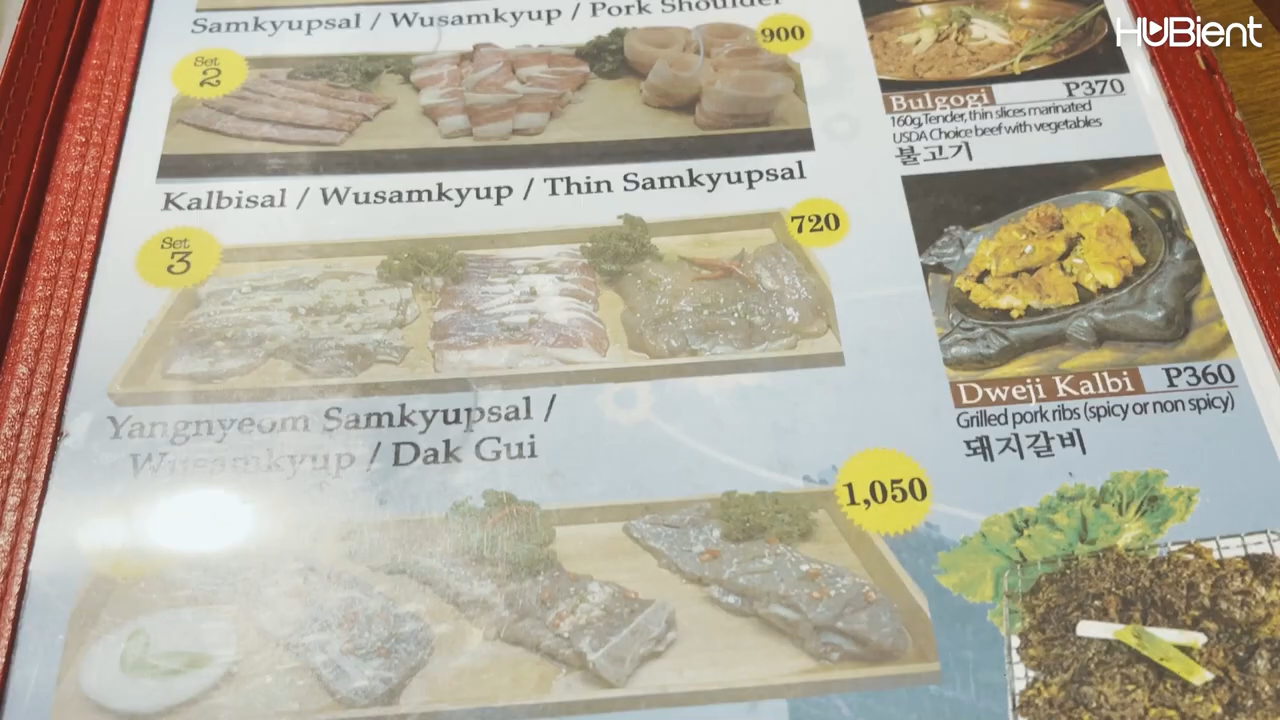 HUBient
Samkyupsal / Wusamkyup / Pork Shoulder
Set
2
900
Kalbisal / Wusamkyup / Thin Samkyupsal
Set
3
720
Yangnyeom Samkyupsal /
Wusamkyup / Dak Gui
1,050
Bulgogi P370
160g,Tender, thin slices marinated
USDA Choice beef with vegetables
불고기
Dweji Kalbi P360
Grilled pork ribs (spicy or non spicy)
돼지갈비